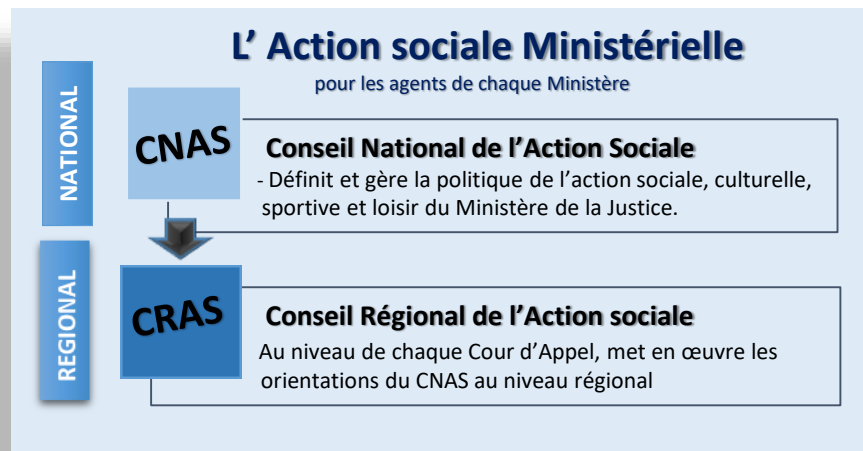 L’ Action sociale Ministérielle
pour les agents de chaque Ministère
NATIONAL
CNAS
Conseil National de l’Action Sociale
- Définit et gère la politique de l’action sociale, culturelle,
sportive et loisir du Ministère de la Justice.
REGIONAL
CRAS
Conseil Régional de l’Action sociale
Au niveau de chaque Cour d’Appel, met en œuvre les
orientations du CNAS au niveau régional